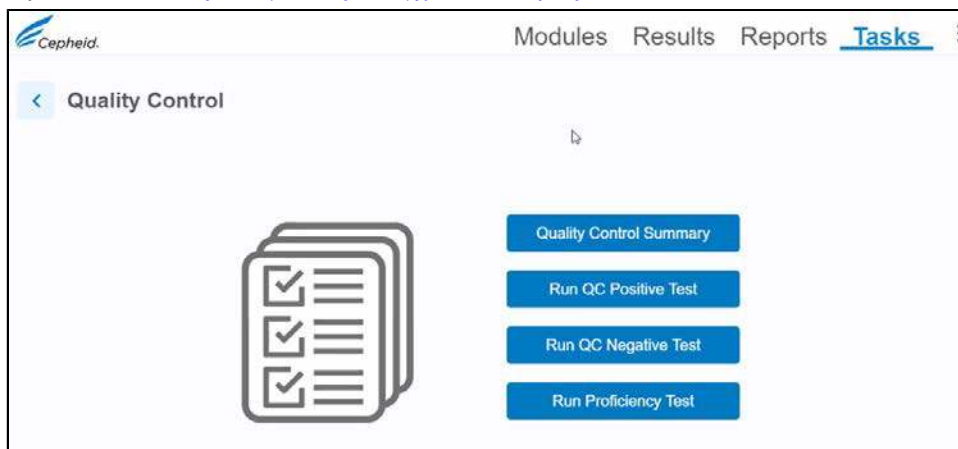 Cepheid.
Modules Results Reports Tasks
< Quality Control
Quality Control Summary
Run QC Positive Test
Run QC Negative Test
Run Proficiency Test